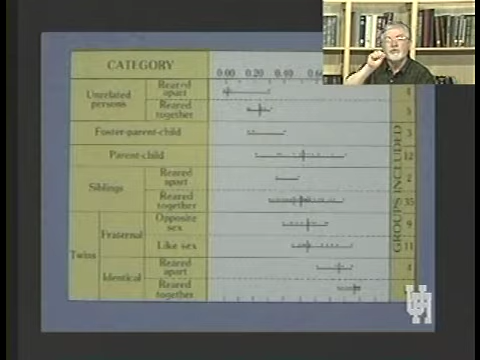 CATEGORY
0.00 0.20 0.40
Unrelated persons
Reared apart
4
Reared together
5
Foster-parent-child
3
Parent-child
12
Siblings
Reared apart
2
Reared together
35
Twins
Fraternal
Opposite sex
9
Like sex
11
Identical
Reared apart
4
Reared together
GROUPS INCLUDED
UH